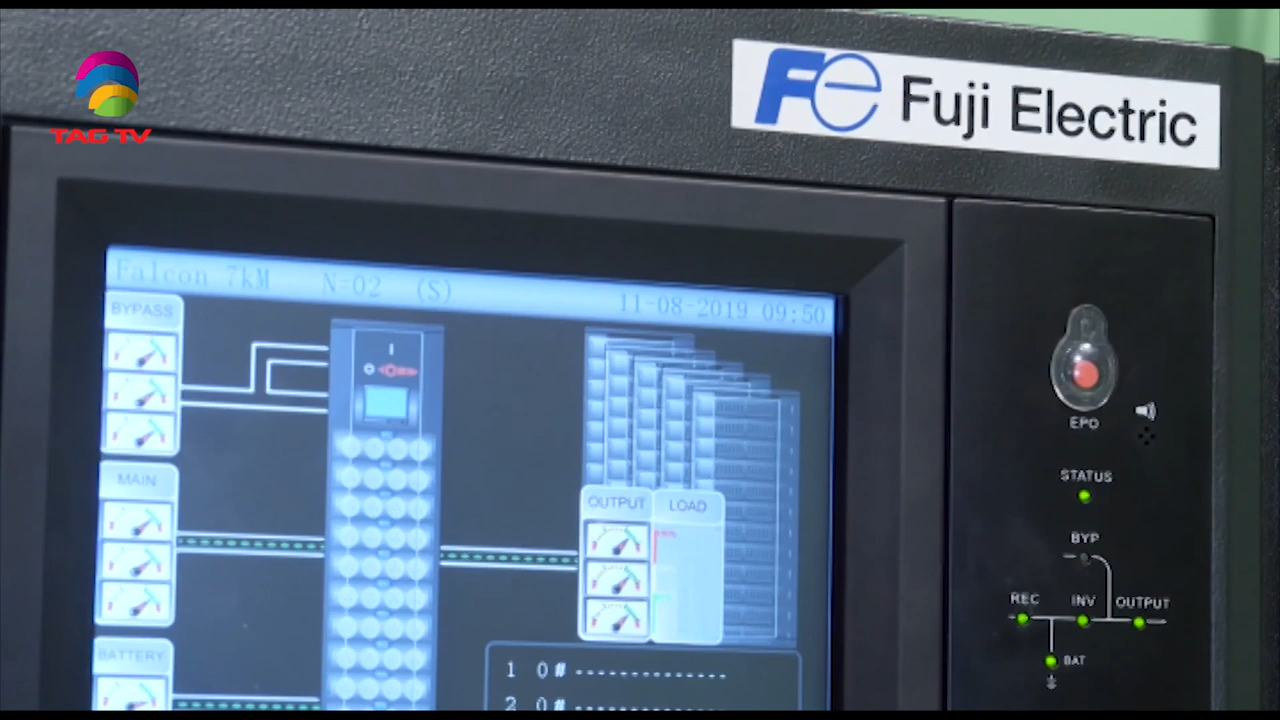 TAG TV
Fe Fuji Electric
Falcon 7kM N=02 (S) 11-08-2019 09:50
BYPASS
MAIN
BATTERY
OUTPUT LOAD
1 0# -------------
2 0# -------------
EPO
STATUS
BYP
REC INV OUTPUT
BAT